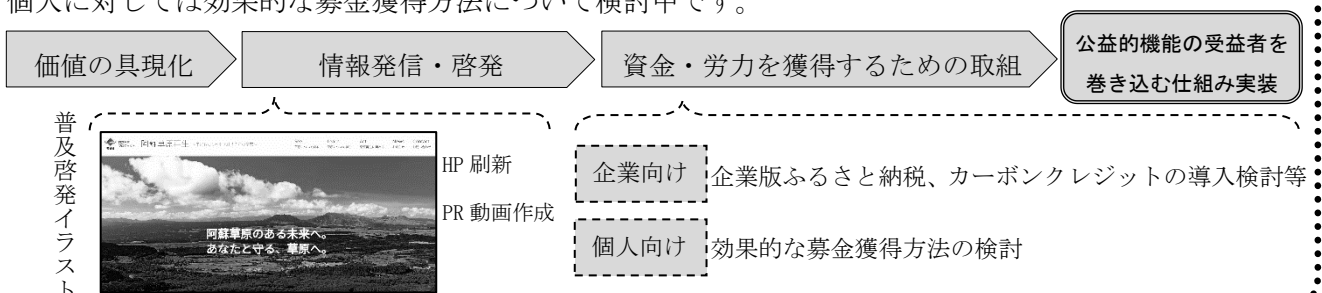 個人に対しては効果的な募金獲得方法について検討中です。
価値の具現化
情報発信・啓発
資金・労力を獲得するための取組
公益的機能の受益者を
巻き込む仕組み実装
普及啓発イラスト
阿蘇草原再生
阿蘇草原のある未来へ。
あなたと守る、草原へ。
HP 刷新
PR 動画作成
企業向け
企業版ふるさと納税、カーボンクレジットの導入検討等
個人向け
効果的な募金獲得方法の検討